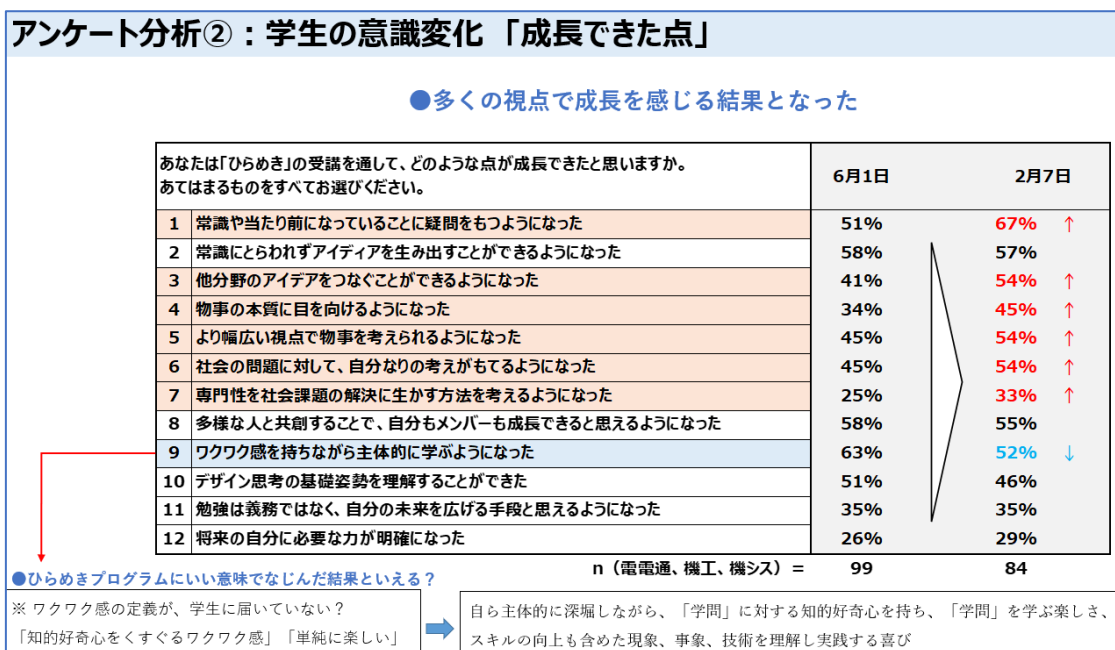 アンケート分析②：学生の意識変化 「成長できた点」
●多くの視点で成長を感じる結果となった
あなたは「ひらめき」の受講を通して、どのような点が成長できたと思いますか。
あてはまるものをすべてお選びください。
6月1日 2月7日
1 常識や当たり前になっていることに疑問をもつようになった 51% 67% ↑
2 常識にとらわれずアイディアを生み出すことができるようになった 58% 57%
3 他分野のアイデアをつなぐことができるようになった 41% 54% ↑
4 物事の本質に目を向けるようになった 34% 45% ↑
5 より幅広い視点で物事を考えられるようになった 45% 54% ↑
6 社会の問題に対して、自分なりの考えがもてるようになった 45% 54% ↑
7 専門性を社会課題の解決に生かす方法を考えるようになった 25% 33% ↑
8 多様な人と共創することで、自分もメンバーも成長できると思えるようになった 58% 55%
9 ワクワク感を持ちながら主体的に学ぶようになった 63% 52% ↓
10 デザイン思考の基礎姿勢を理解することができた 51% 46%
11 勉強は義務ではなく、自分の未来を広げる手段と思えるようになった 35% 35%
12 将来の自分に必要な力が明確になった 26% 29%
n（電電通、機工、機シス）＝ 99 84
●ひらめきプログラムにいい意味でなじんだ結果といえる？
※ ワクワク感の定義が、学生に届いていない？
「知的好奇心をくすぐるワクワク感」「単純に楽しい」
自ら主体的に深堀しながら、「学問」に対する知的好奇心を持ち、「学問」を学ぶ楽しさ、
スキルの向上も含めた現象、事象、技術を理解し実践する喜び